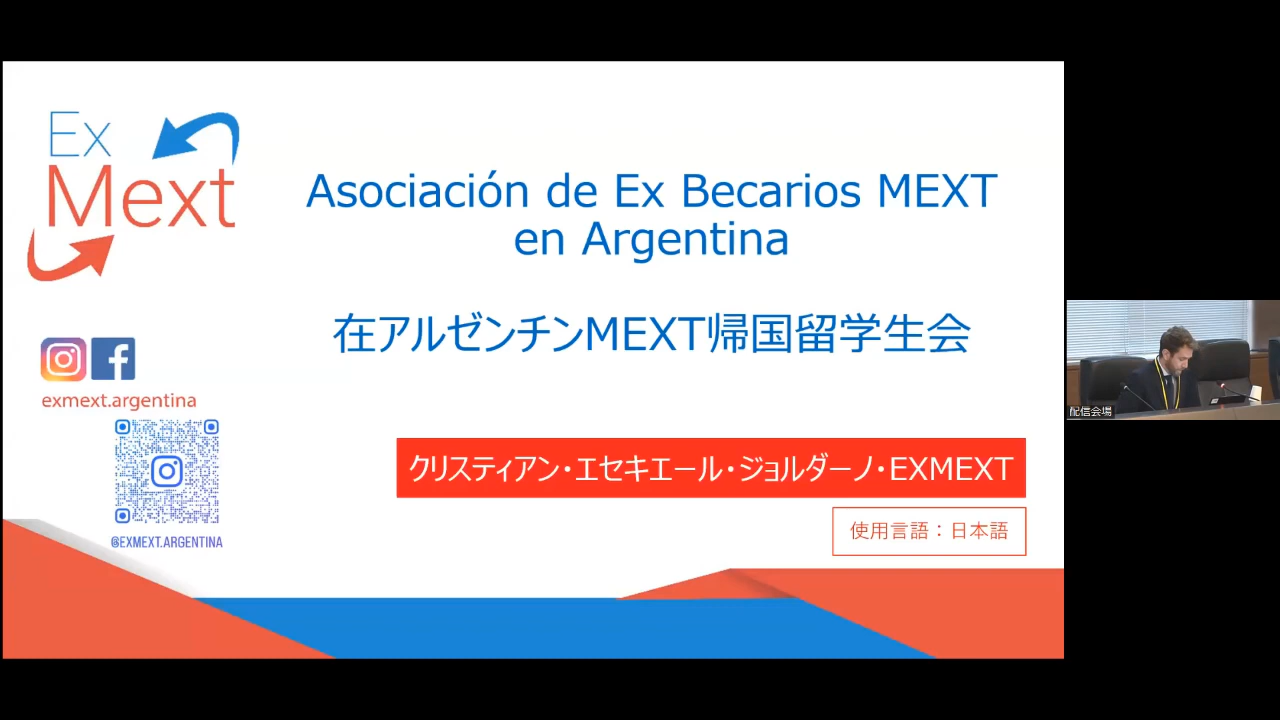 Ex
Mext
Asociación de Ex Becarios MEXT
en Argentina
在アルゼンチンMEXT帰国留学生会
exmext.argentina
@EXMEXT.ARGENTINA
クリスティアン・エセキエール・ジョルダーノ・EXMEXT
使用言語：日本語
配信会場